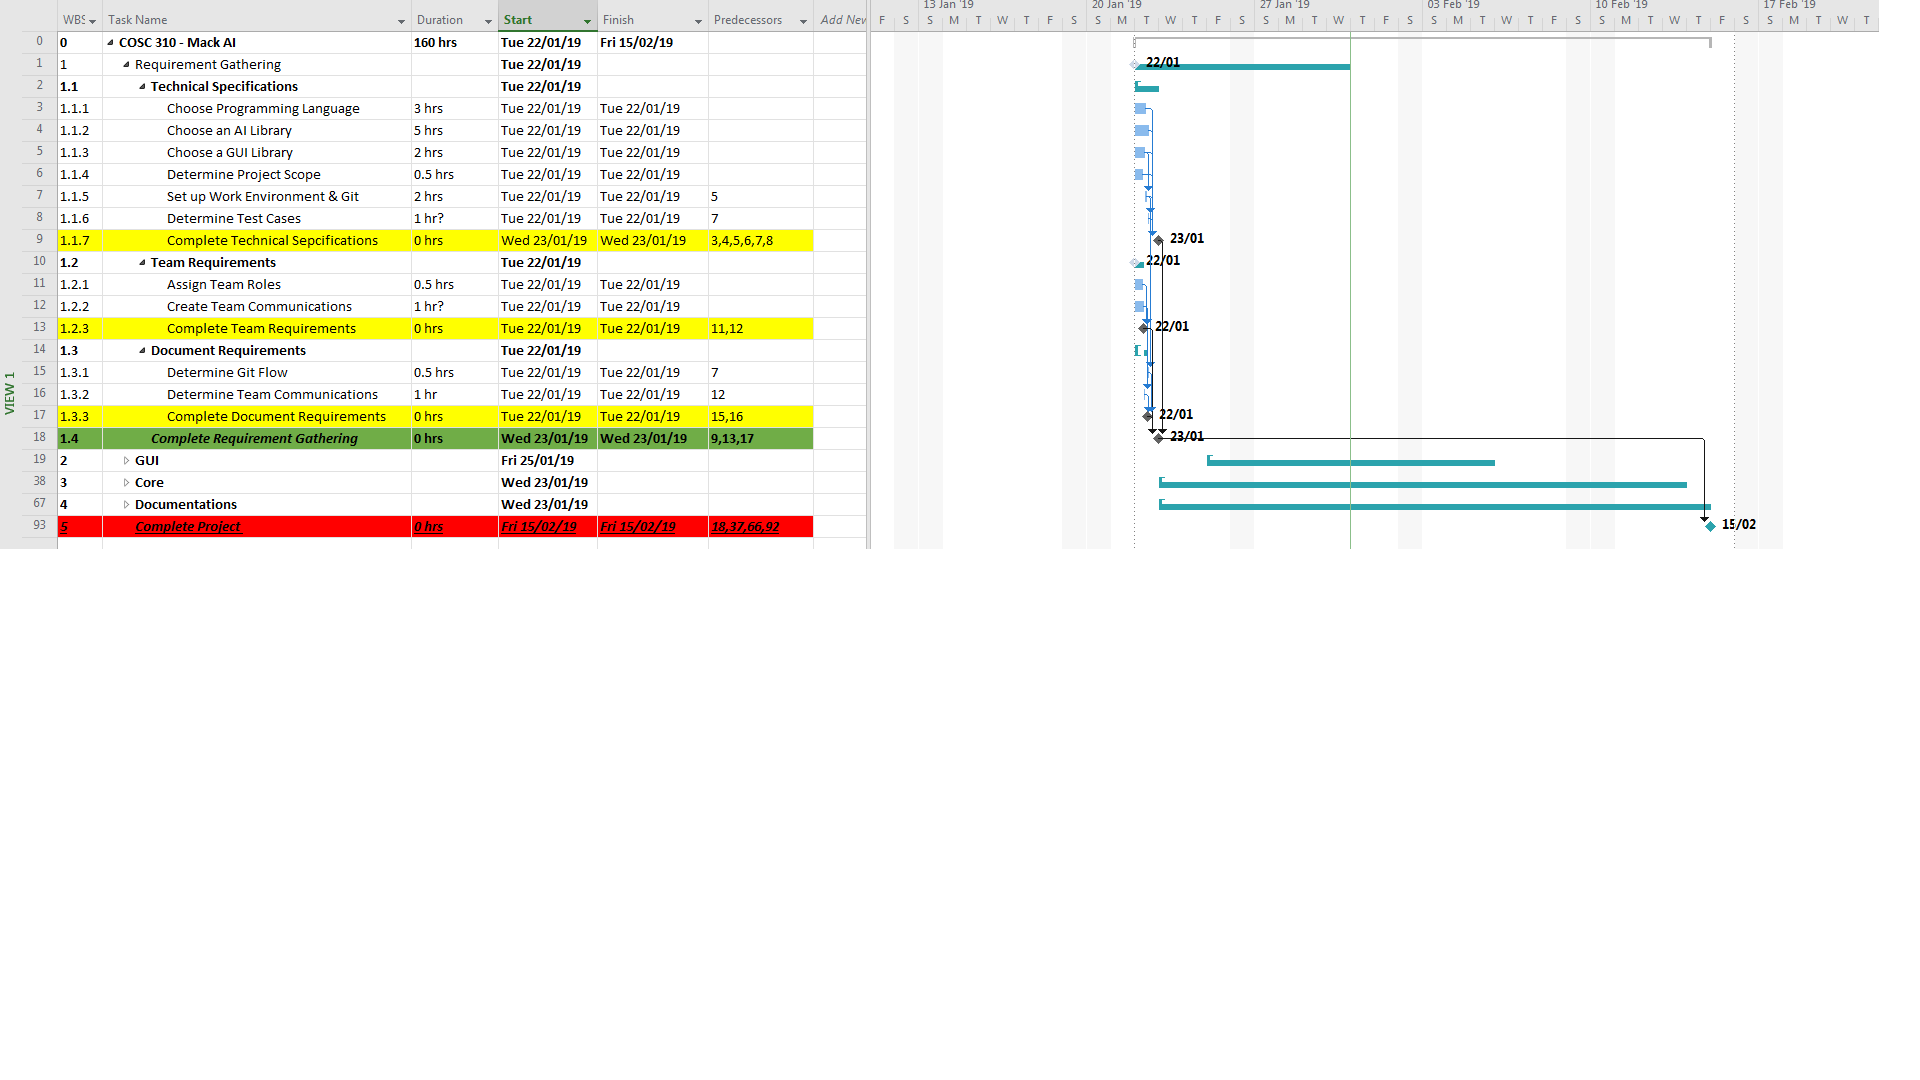 13 Jan '19 20 Jan '19 27 Jan '19 03 Feb '19 10 Feb '19 17 Feb '19
WBS Task Name Duration Start Finish Predecessors Add New F S S M T W T F S S M T W T F S S M T W T F S S M T W T F S S M T W T F S S M T W T
0 0 COSC 310 - Mack AI 160 hrs Tue 22/01/19 Fri 15/02/19
1 1 Requirement Gathering Tue 22/01/19 22/01
2 1.1 Technical Specifications Tue 22/01/19
3 1.1.1 Choose Programming Language 3 hrs Tue 22/01/19 Tue 22/01/19
4 1.1.2 Choose an AI Library 5 hrs Tue 22/01/19 Tue 22/01/19
5 1.1.3 Choose a GUI Library 2 hrs Tue 22/01/19 Tue 22/01/19
6 1.1.4 Determine Project Scope 0.5 hrs Tue 22/01/19 Tue 22/01/19
7 1.1.5 Set up Work Environment & Git 2 hrs Tue 22/01/19 Tue 22/01/19 5
8 1.1.6 Determine Test Cases 1 hr? Tue 22/01/19 Tue 22/01/19 7
9 1.1.7 Complete Technical Sepcifications 0 hrs Wed 23/01/19 Wed 23/01/19 3,4,5,6,7,8 23/01
10 1.2 Team Requirements Tue 22/01/19 22/01
11 1.2.1 Assign Team Roles 0.5 hrs Tue 22/01/19 Tue 22/01/19
12 1.2.2 Create Team Communications 1 hr? Tue 22/01/19 Tue 22/01/19
13 1.2.3 Complete Team Requirements 0 hrs Tue 22/01/19 Tue 22/01/19 11,12 22/01
14 1.3 Document Requirements Tue 22/01/19
15 1.3.1 Determine Git Flow 0.5 hrs Tue 22/01/19 Tue 22/01/19 7
16 1.3.2 Determine Team Communications 1 hr Tue 22/01/19 Tue 22/01/19 12
17 1.3.3 Complete Document Requirements 0 hrs Tue 22/01/19 Tue 22/01/19 15,16 22/01
18 1.4 Complete Requirement Gathering 0 hrs Wed 23/01/19 Wed 23/01/19 9,13,17 23/01
19 2 GUI Fri 25/01/19
38 3 Core Wed 23/01/19
67 4 Documentations Wed 23/01/19
93 5 Complete Project 0 hrs Fri 15/02/19 Fri 15/02/19 18,37,66,92 15/02
VIEW 1